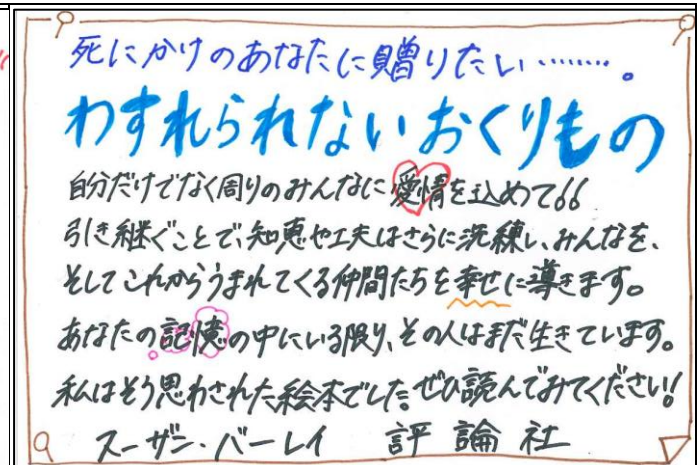 死にかけのあなたに贈りたい………。
わすれられないおくりもの
自分だけでなく周りのみんなに愛情を込めて66
引き継ぐことで、知恵や工夫はさらに洗練し、みんなを、
そしてこれからうまれてくる仲間たちを幸せに導きます。
あなたの記憶の中にいる限り、その人はまだ生きています。
私はそう思わされた絵本でした。ぜひ読んでみてください!
スーザン・バーレイ 評論社